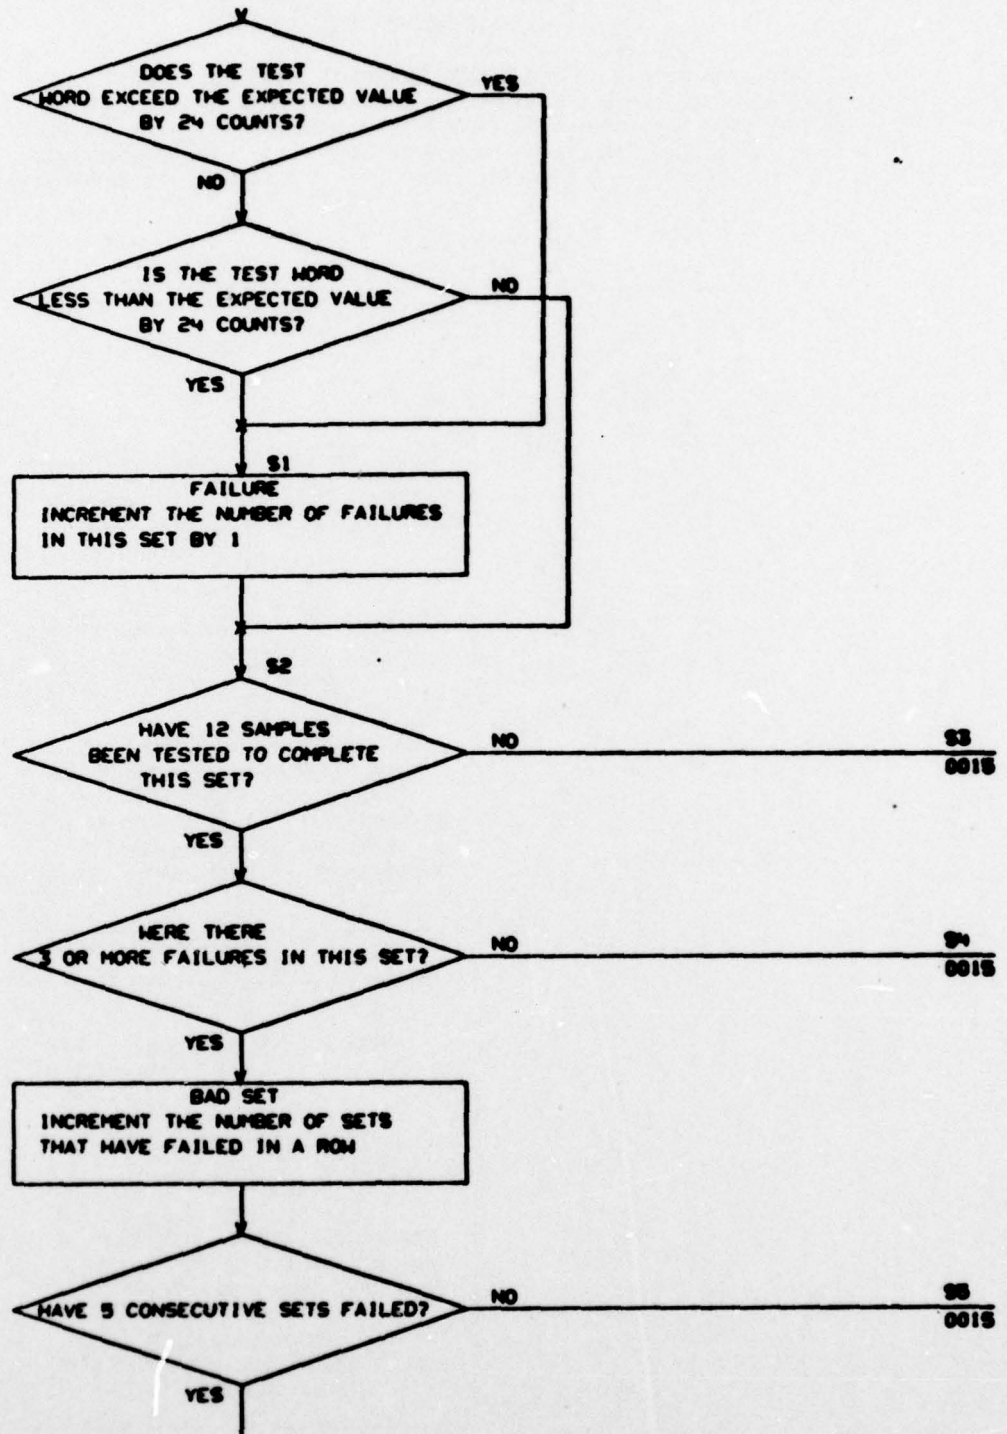 DOES THE TEST
WORD EXCEED THE EXPECTED VALUE
BY 24 COUNTS?
YES
NO
IS THE TEST WORD
LESS THAN THE EXPECTED VALUE
BY 24 COUNTS?
NO
YES
S1
FAILURE
INCREMENT THE NUMBER OF FAILURES
IN THIS SET BY 1
S2
HAVE 12 SAMPLES
BEEN TESTED TO COMPLETE
THIS SET?
NO
S3
0015
YES
WERE THERE
3 OR MORE FAILURES IN THIS SET?
NO
S4
0015
YES
BAD SET
INCREMENT THE NUMBER OF SETS
THAT HAVE FAILED IN A ROW
HAVE 5 CONSECUTIVE SETS FAILED?
NO
S5
0015
YES